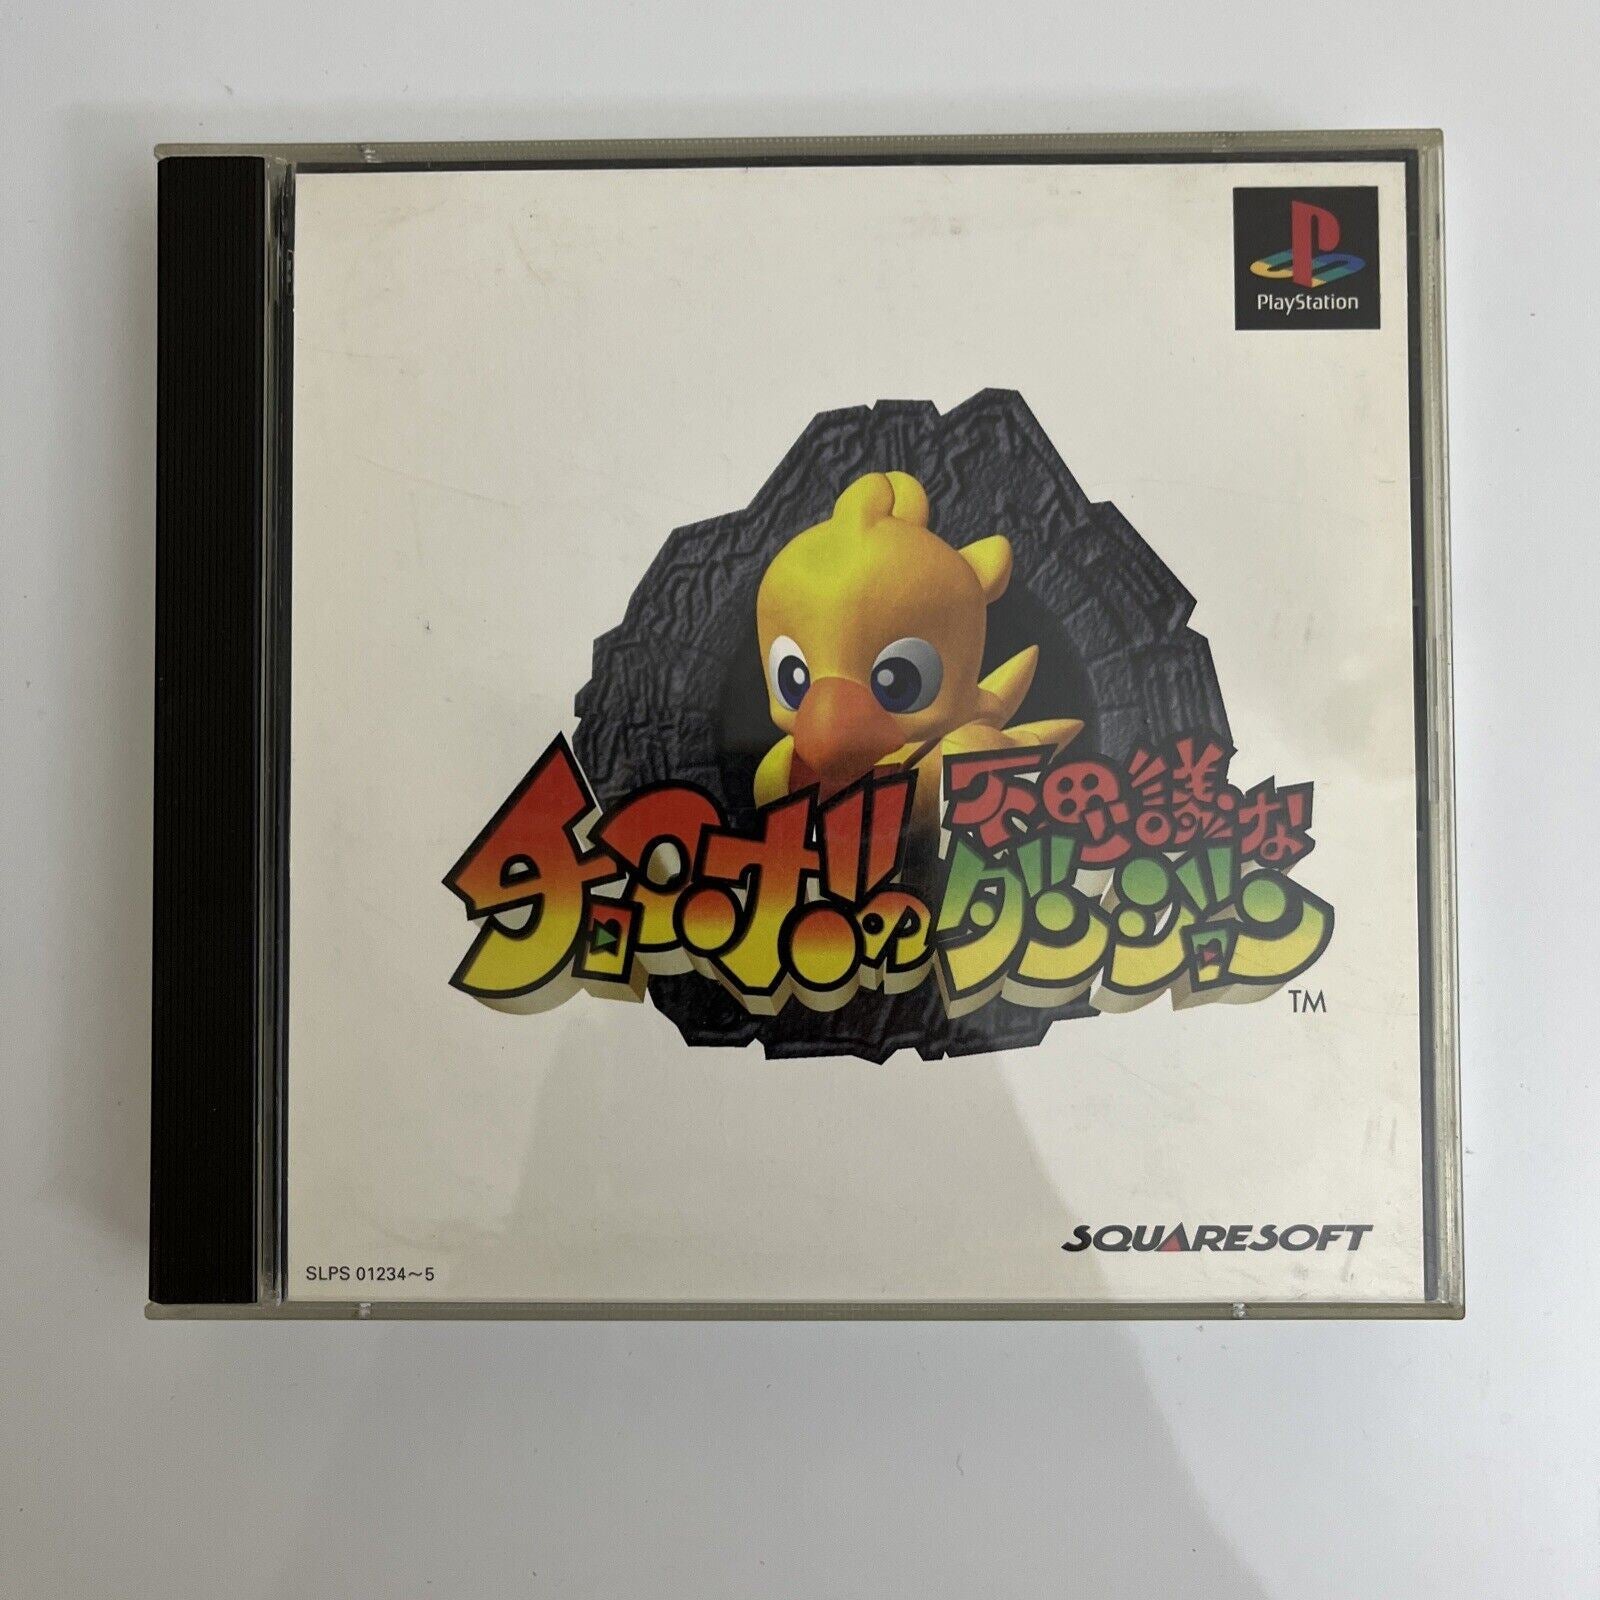 PlayStation
チョコボの
不思議な
ダンジョン
TM
SQUARESOFT
SLPS 01234~5